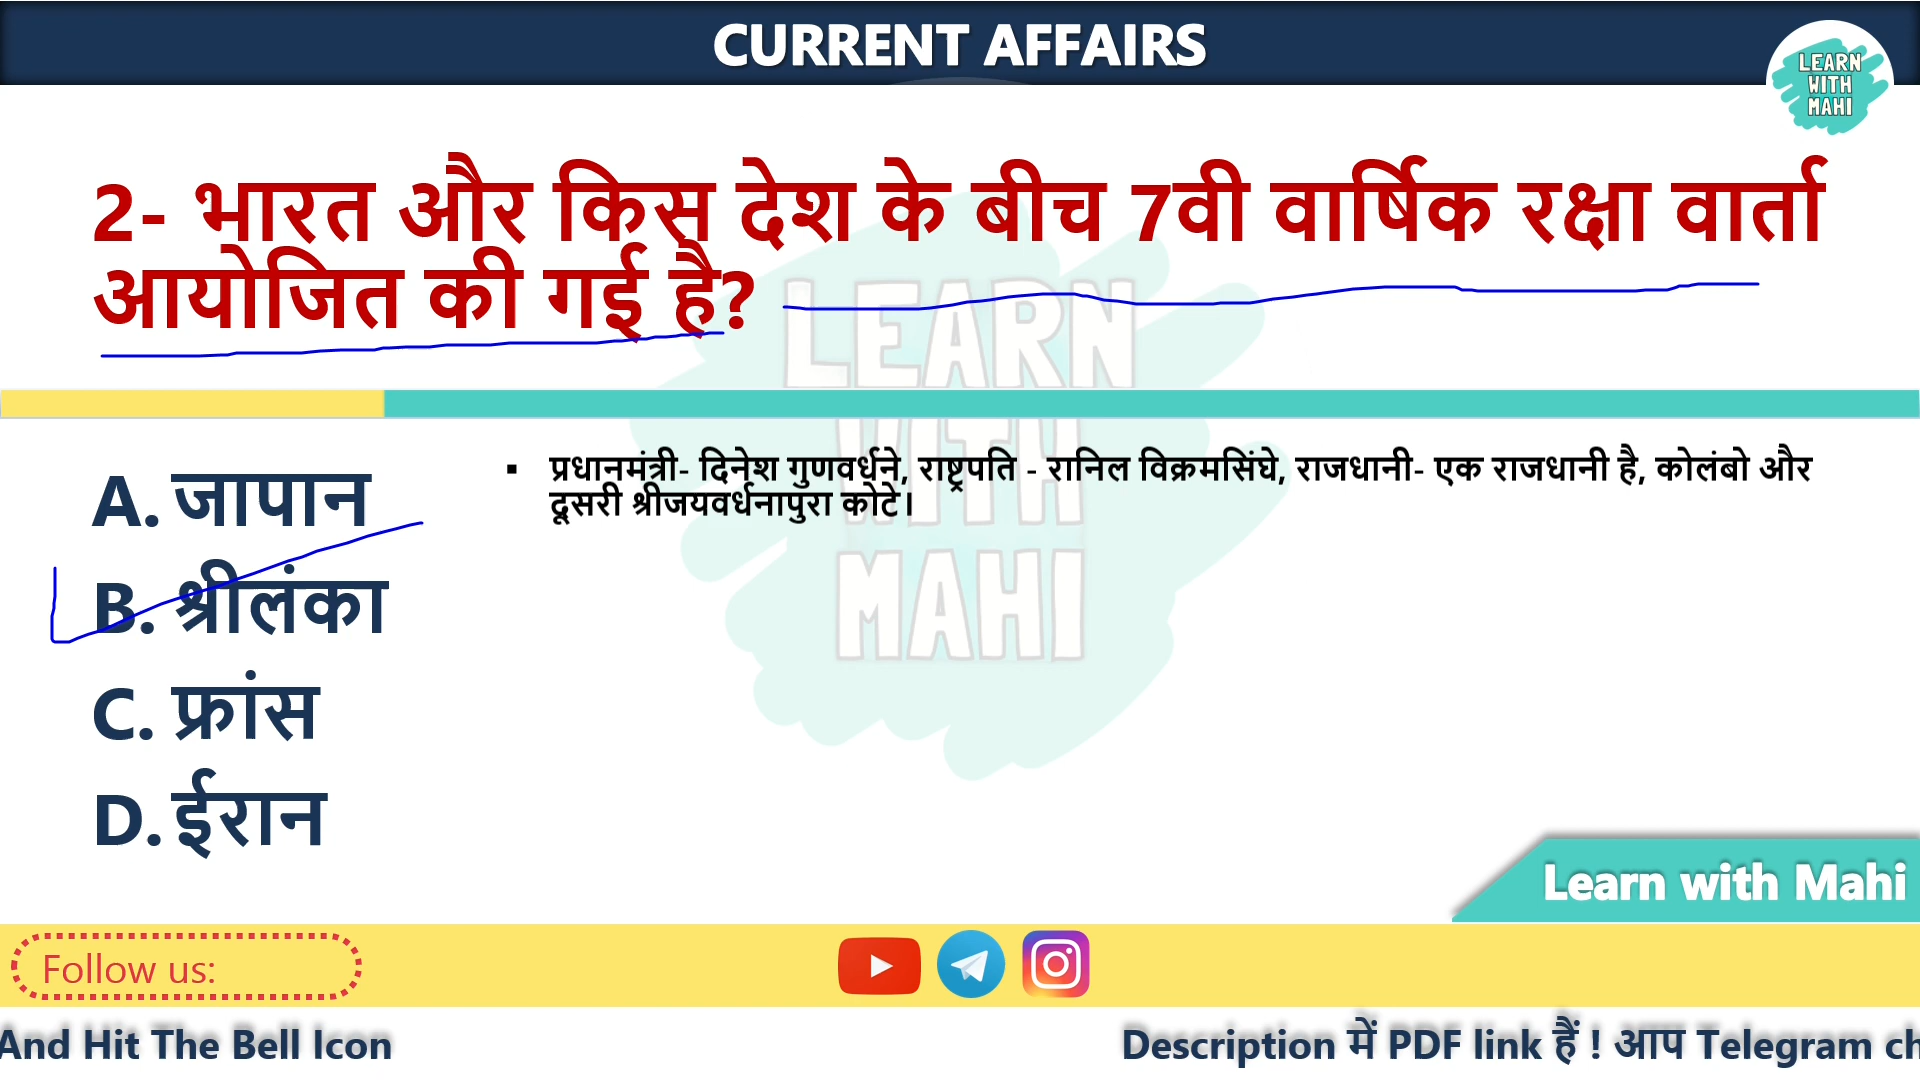 CURRENT AFFAIRS
LEARN
WITH
MAHI
2- भारत और किस देश के बीच 7वी वार्षिक रक्षा वार्ता
आयोजित की गई है?
LEARN
WITH
MAHI
A. जापान
B. श्रीलंका
C. फ्रांस
D. ईरान
▪ प्रधानमंत्री- दिनेश गुणवर्धने, राष्ट्रपति - रानिल विक्रमसिंघे, राजधानी- एक राजधानी है, कोलंबो और
दूसरी श्रीजयवर्धनापुरा कोटे।
Learn with Mahi
Follow us:
And Hit The Bell Icon
Description में PDF link हैं ! आप Telegram ch